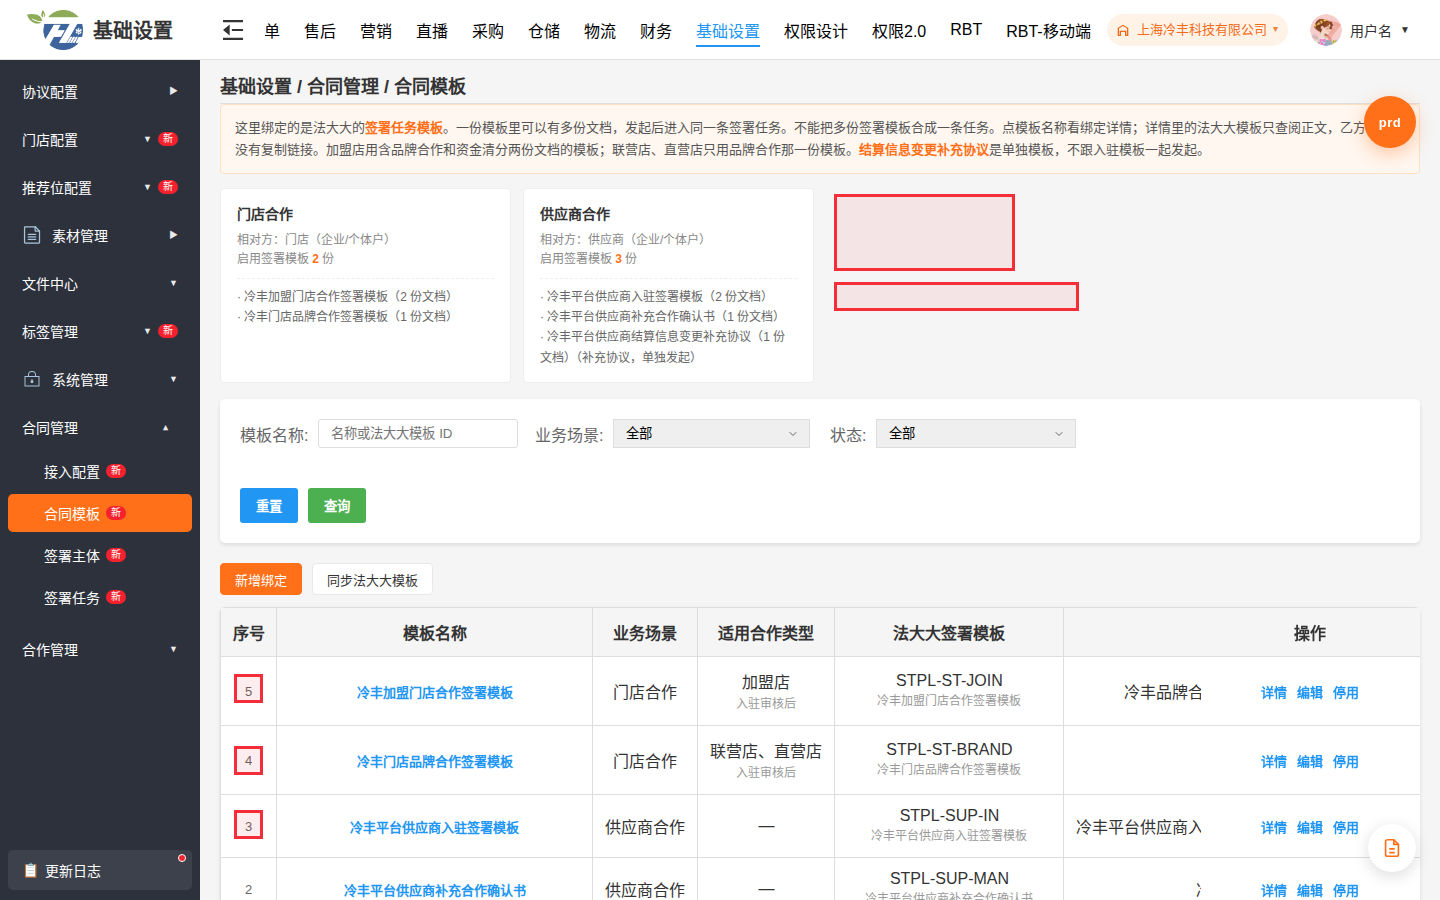 基础设置
单 售后 营销 直播 采购 仓储 物流 财务 基础设置 权限设计 权限2.0 RBT RBT-移动端
上海冷丰科技有限公司
用户名
协议配置
门店配置 新
推荐位配置 新
素材管理
文件中心
标签管理 新
系统管理
合同管理
接入配置 新
合同模板 新
签署主体 新
签署任务 新
合作管理
更新日志
基础设置 / 合同管理 / 合同模板
这里绑定的是法大大的签署任务模板。一份模板里可以有多份文档，发起后进入同一条签署任务。不能把多份签署模板合成一条任务。点模板名称看绑定详情；详情里的法大大模板只查阅正文，乙方
没有复制链接。加盟店用含品牌合作和资金清分两份文档的模板；联营店、直营店只用品牌合作那一份模板。结算信息变更补充协议是单独模板，不跟入驻模板一起发起。
prd
门店合作
相对方：门店（企业/个体户）
启用签署模板 2 份
· 冷丰加盟门店合作签署模板（2 份文档）
· 冷丰门店品牌合作签署模板（1 份文档）
供应商合作
相对方：供应商（企业/个体户）
启用签署模板 3 份
· 冷丰平台供应商入驻签署模板（2 份文档）
· 冷丰平台供应商补充合作确认书（1 份文档）
· 冷丰平台供应商结算信息变更补充协议（1 份
文档）（补充协议，单独发起）
模板名称: 名称或法大大模板 ID 业务场景: 全部 状态: 全部
重置 查询
新增绑定 同步法大大模板
序号 模板名称 业务场景 适用合作类型 法大大签署模板 操作
5 冷丰加盟门店合作签署模板 门店合作 加盟店 入驻审核后 STPL-ST-JOIN 冷丰加盟门店合作签署模板 冷丰品牌合 详情 编辑 停用
4 冷丰门店品牌合作签署模板 门店合作 联营店、直营店 入驻审核后 STPL-ST-BRAND 冷丰门店品牌合作签署模板 详情 编辑 停用
3 冷丰平台供应商入驻签署模板 供应商合作 — STPL-SUP-IN 冷丰平台供应商入驻签署模板 冷丰平台供应商入 详情 编辑 停用
2 冷丰平台供应商补充合作确认书 供应商合作 — STPL-SUP-MAN 冷丰平台供应商补充合作确认书 详情 编辑 停用